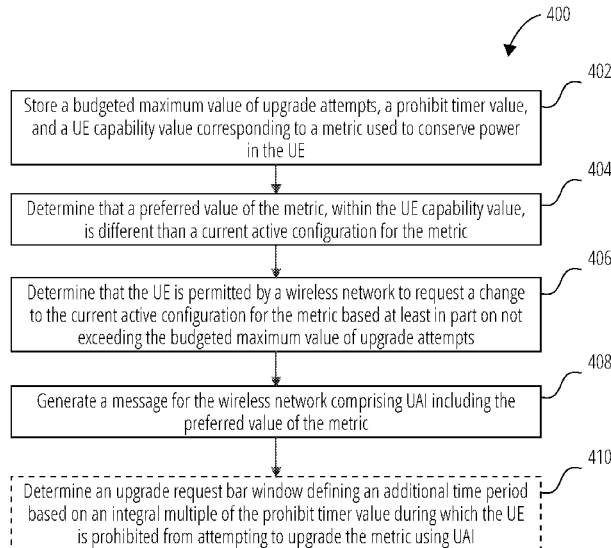 400
402
Store a budgeted maximum value of upgrade attempts, a prohibit timer value,
and a UE capability value corresponding to a metric used to conserve power
in the UE
404
Determine that a preferred value of the metric, within the UE capability value,
is different than a current active configuration for the metric
406
Determine that the UE is permitted by a wireless network to request a change
to the current active configuration for the metric based at least in part on not
exceeding the budgeted maximum value of upgrade attempts
408
Generate a message for the wireless network comprising UAI including the
preferred value of the metric
410
Determine an upgrade request bar window defining an additional time period
based on an integral multiple of the prohibit timer value during which the UE
is prohibited from attempting to upgrade the metric using UAI